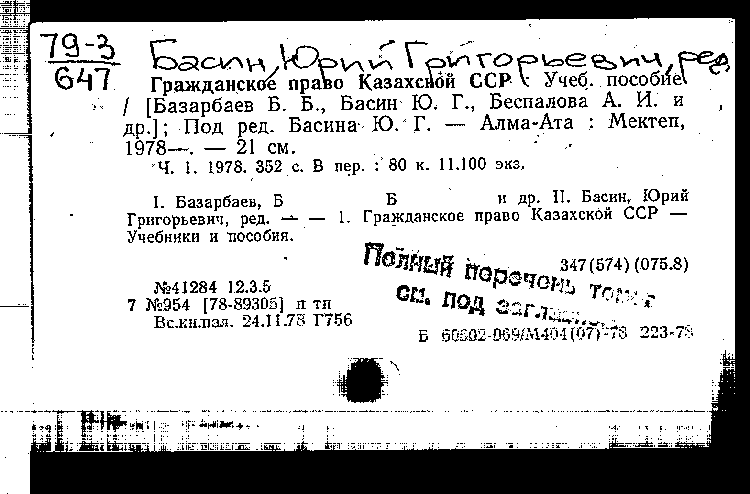 79-3
647
Басин, Юрий Григорьевич, ред.
Гражданское право Казахской ССР : Учеб. пособие
/ [Базарбаев Б. Б., Басин Ю. Г., Беспалова А. И. и
др.]; Под ред. Басина Ю. Г. — Алма-Ата : Мектеп,
1978—. — 21 см.
Ч. 1. 1978. 352 с. В пер. : 80 к. 11.100 экз.
I. Базарбаев, Б Б и др. II. Басин, Юрий
Григорьевич, ред. — — 1. Гражданское право Казахской ССР —
Учебники и пособия.
347(574)(075.8)
Полный перечень томов
см. под заглавием
№41284 12.3.5
7 №954 [78-89305] п тп
Вс.кн.пал. 24.11.78 Г756
Б 60602-069/М404(07)-78 223-78